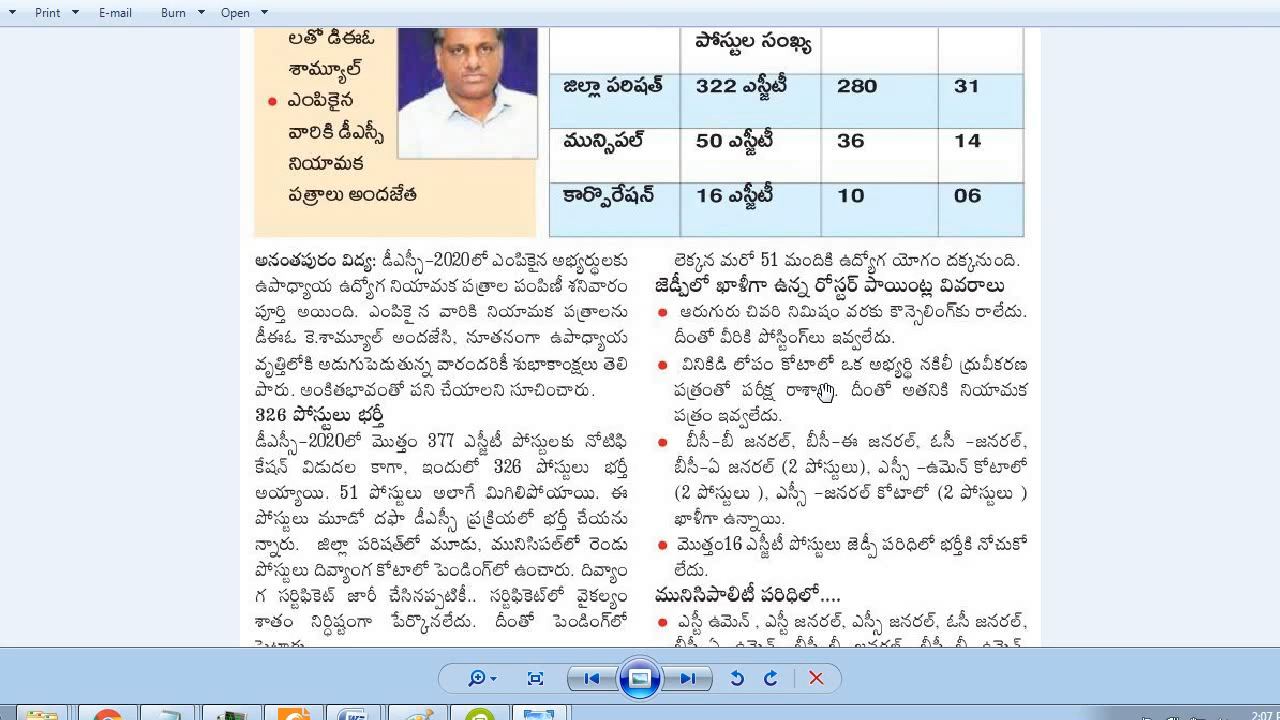 Print E-mail Burn Open
లతో డీఈఓ
శామ్యూల్
ఎంపికైన
వారికి డీఎస్సీ
నియామక
పత్రాలు అందజేత
పోస్టుల సంఖ్య
జిల్లా పరిషత్ 322 ఎస్జీటీ 280 31
మున్సిపల్ 50 ఎస్జీటీ 36 14
కార్పొరేషన్ 16 ఎస్జీటీ 10 06
అనంతపురం విద్య: డీఎస్సీ-2020లో ఎంపికైన అభ్యర్థులకు
ఉపాధ్యాయ ఉద్యోగ నియామక పత్రాల పంపిణీ శనివారం
పూర్తి అయింది. ఎంపికై న వారికి నియామక పత్రాలను
డీఈఓ కె.శామ్యూల్ అందజేసి, నూతనంగా ఉపాధ్యాయ
వృత్తిలోకి అడుగుపెడుతున్న వారందరికీ శుభాకాంక్షలు తెలి
పారు. అంకితభావంతో పని చేయాలని సూచించారు.
326 పోస్టులు భర్తీ
డీఎస్సీ-2020లో మొత్తం 377 ఎస్జీటీ పోస్టులకు నోటిఫి
కేషన్ విడుదల కాగా, ఇందులో 326 పోస్టులు భర్తీ
అయ్యాయి. 51 పోస్టులు అలాగే మిగిలిపోయాయి. ఈ
పోస్టులు మూడో దఫా డీఎస్సీ ప్రక్రియలో భర్తీ చేయను
న్నారు. జిల్లా పరిషత్‌లో మూడు, మునిసిపల్‌లో రెండు
పోస్టులు దివ్యాంగ కోటాలో పెండింగ్‌లో ఉంచారు. దివ్యాం
గ సర్టిఫికెట్ జారీ చేసినప్పటికీ.. సర్టిఫికెట్‌లో వైకల్యం
శాతం నిర్ధిష్టంగా పేర్కొనలేదు. దీంతో పెండింగ్‌లో
పెట్టారు.
లెక్కన మరో 51 మందికి ఉద్యోగ యోగం దక్కనుంది.
జెడ్పీలో ఖాళీగా ఉన్న రోస్టర్ పాయింట్ల వివరాలు
ఆరుగురు చివరి నిమిషం వరకు కౌన్సెలింగ్‌కు రాలేదు.
దీంతో వీరికి పోస్టింగ్‌లు ఇవ్వలేదు.
వినికిడి లోపం కోటాలో ఒక అభ్యర్థి నకిలీ ధ్రువీకరణ
పత్రంతో పరీక్ష దీంతో అతనికి నియామక
పత్రం ఇవ్వలేదు.
బీసీ-బీ జనరల్, బీసీ-ఈ జనరల్, ఓసీ -జనరల్,
బీసీ-ఏ జనరల్ (2 పోస్టులు), ఎస్సీ -ఉమెన్ కోటాలో
(2 పోస్టులు ), ఎస్సీ -జనరల్ కోటాలో (2 పోస్టులు )
ఖాళీగా ఉన్నాయి.
మొత్తం16 ఎస్జీటీ పోస్టులు జెడ్పీ పరిధిలో భర్తీకి నోచుకో
లేదు.
మునిసిపాలిటీ పరిధిలో....
ఎస్టీ ఉమెన్ , ఎస్టీ జనరల్, ఎస్సీ జనరల్, ఓసీ జనరల్,